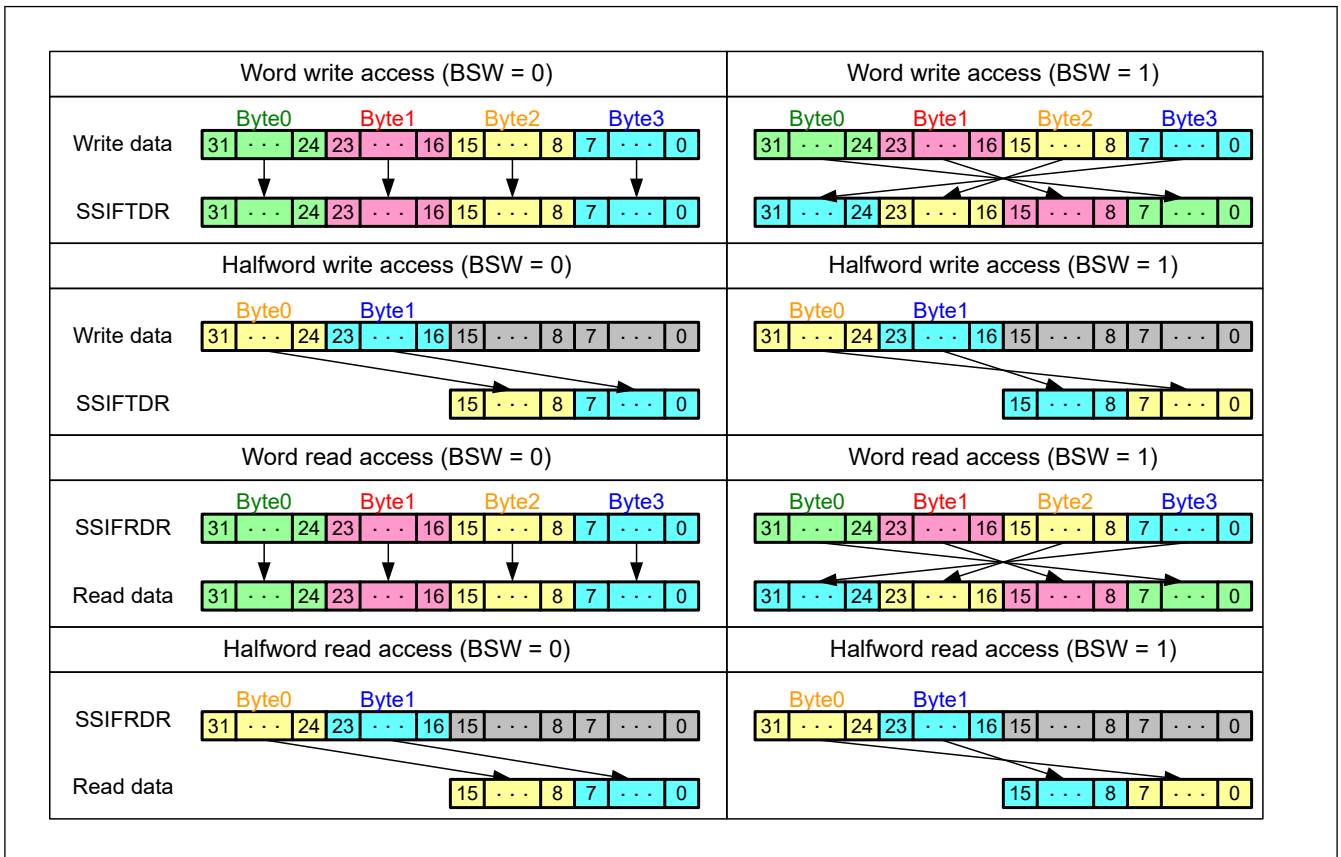 Word write access (BSW = 0) Word write access (BSW = 1)
Byte0 Byte1 Byte2 Byte3 Byte0 Byte1 Byte2 Byte3
Write data 31 ... 24 23 ... 16 15 ... 8 7 ... 0 31 ... 24 23 ... 16 15 ... 8 7 ... 0
SSIFTDR 31 ... 24 23 ... 16 15 ... 8 7 ... 0 31 ... 24 23 ... 16 15 ... 8 7 ... 0
Halfword write access (BSW = 0) Halfword write access (BSW = 1)
Byte0 Byte1 Byte0 Byte1
Write data 31 ... 24 23 ... 16 15 ... 8 7 ... 0 31 ... 24 23 ... 16 15 ... 8 7 ... 0
SSIFTDR 15 ... 8 7 ... 0 15 ... 8 7 ... 0
Word read access (BSW = 0) Word read access (BSW = 1)
Byte0 Byte1 Byte2 Byte3 Byte0 Byte1 Byte2 Byte3
SSIFRDR 31 ... 24 23 ... 16 15 ... 8 7 ... 0 31 ... 24 23 ... 16 15 ... 8 7 ... 0
Read data 31 ... 24 23 ... 16 15 ... 8 7 ... 0 31 ... 24 23 ... 16 15 ... 8 7 ... 0
Halfword read access (BSW = 0) Halfword read access (BSW = 1)
Byte0 Byte1 Byte0 Byte1
SSIFRDR 31 ... 24 23 ... 16 15 ... 8 7 ... 0 31 ... 24 23 ... 16 15 ... 8 7 ... 0
Read data 15 ... 8 7 ... 0 15 ... 8 7 ... 0